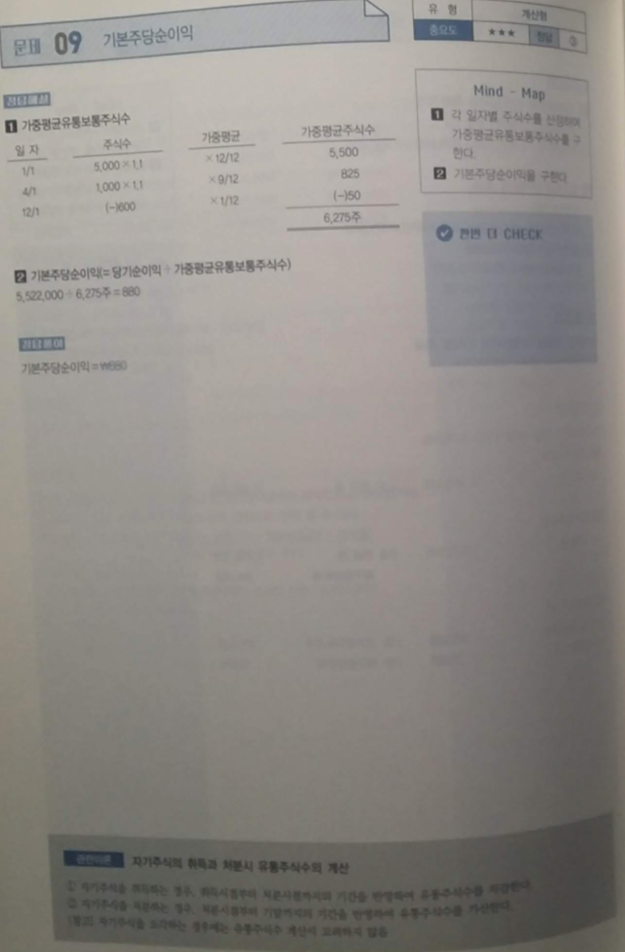 문제 09 기본주당순이익
유 형 계산형
중요도 ★★★ 정답 ②
정답해설
1 가중평균유통보통주식수
일 자 주식수 가중평균 가중평균주식수
1/1 5,000 × 1.1 × 12/12 5,500
4/1 1,000 × 1.1 × 9/12 825
12/1 (-)600 × 1/12 (-)50
6,275주
2 기본주당순이익(= 당기순이익 ÷ 가중평균유통보통주식수)
5,522,000 ÷ 6,275주 = 880
정답풀이
기본주당순이익 = ₩880
Mind - Map
1 각 일자별 주식수를 산정하여
가중평균유통보통주식수를 구
한다.
2 기본주당순이익을 구한다.
한번 더 CHECK
관련이론 자기주식의 취득과 처분시 유통주식수의 계산
① 자기주식을 취득하는 경우, 취득시점부터 처분시점까지의 기간을 반영하여 유통주식수를 차감한다.
② 자기주식을 처분하는 경우, 처분시점부터 기말까지의 기간을 반영하여 유통주식수를 가산한다.
(참고) 자기주식을 소각하는 경우에는 유통주식수 계산시 고려하지 않음